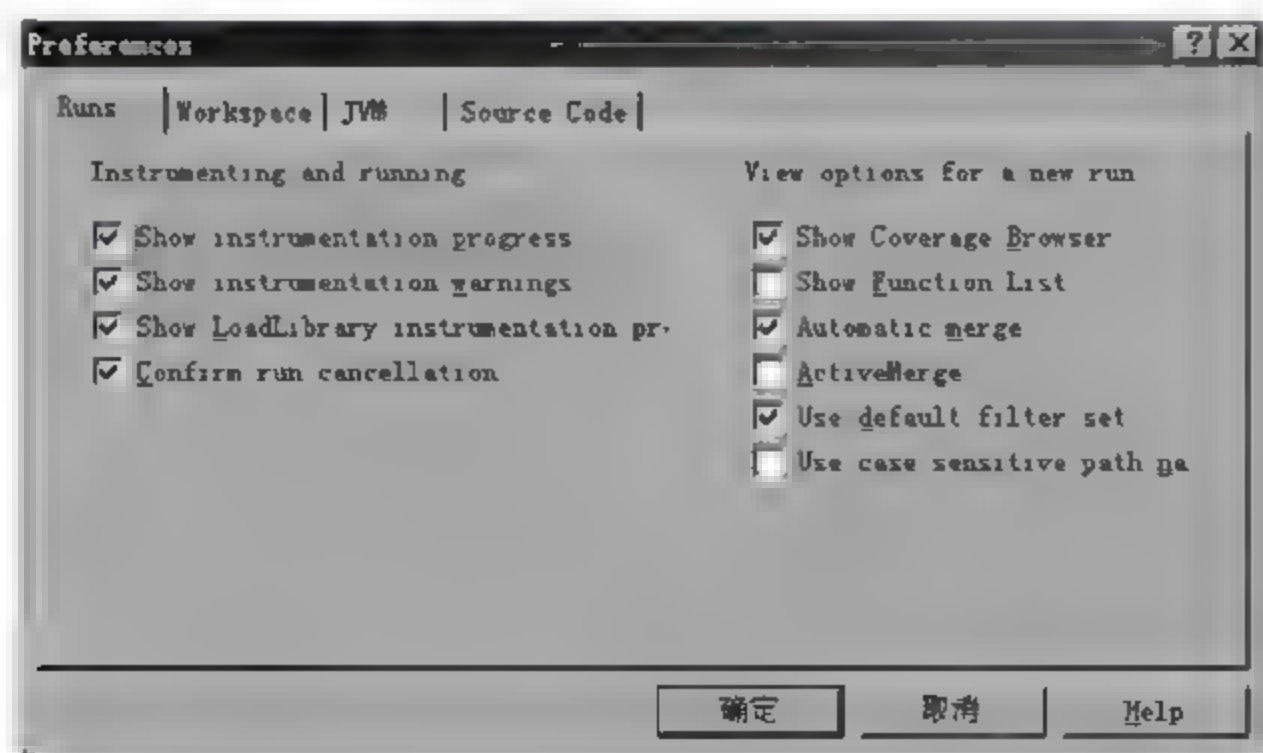 Preferences
Runs Workspace JVM Source Code
Instrumenting and running
Show instrumentation progress
Show instrumentation warnings
Show LoadLibrary instrumentation pr
Confirm run cancellation
View options for a new run
Show Coverage Browser
Show Function List
Automatic merge
ActiveMerge
Use default filter set
Use case sensitive path na
确定 取消 Help